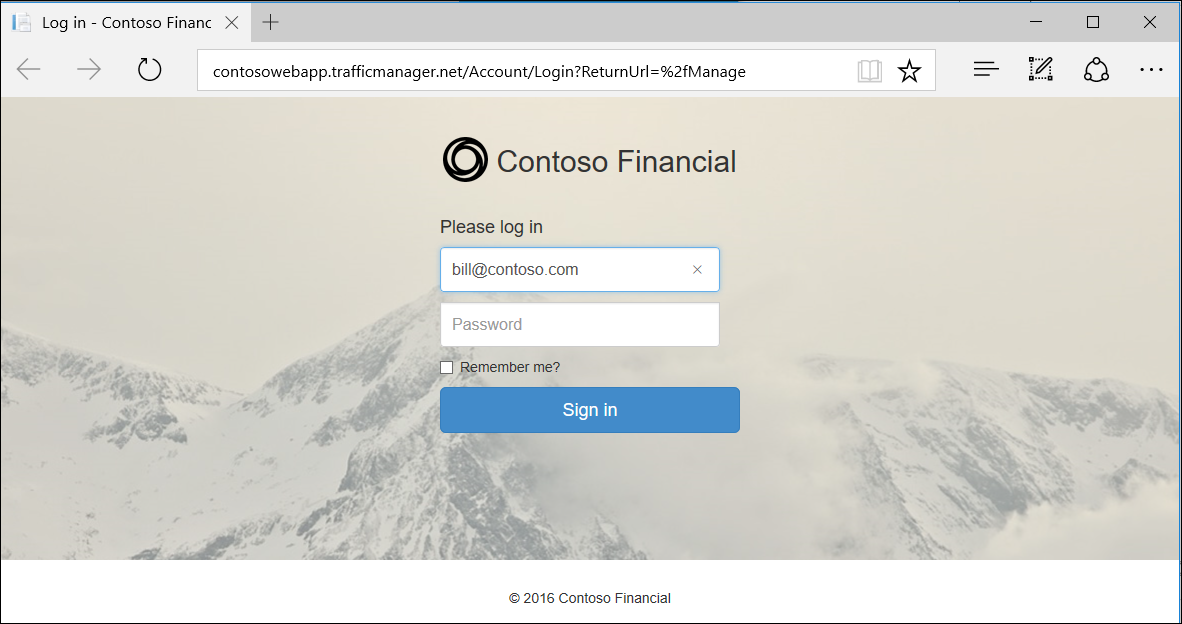 Log in - Contoso Financ
contosowebapp.trafficmanager.net/Account/Login?ReturnUrl=%2fManage
Contoso Financial
Please log in
bill@contoso.com
Password
Remember me?
Sign in
© 2016 Contoso Financial